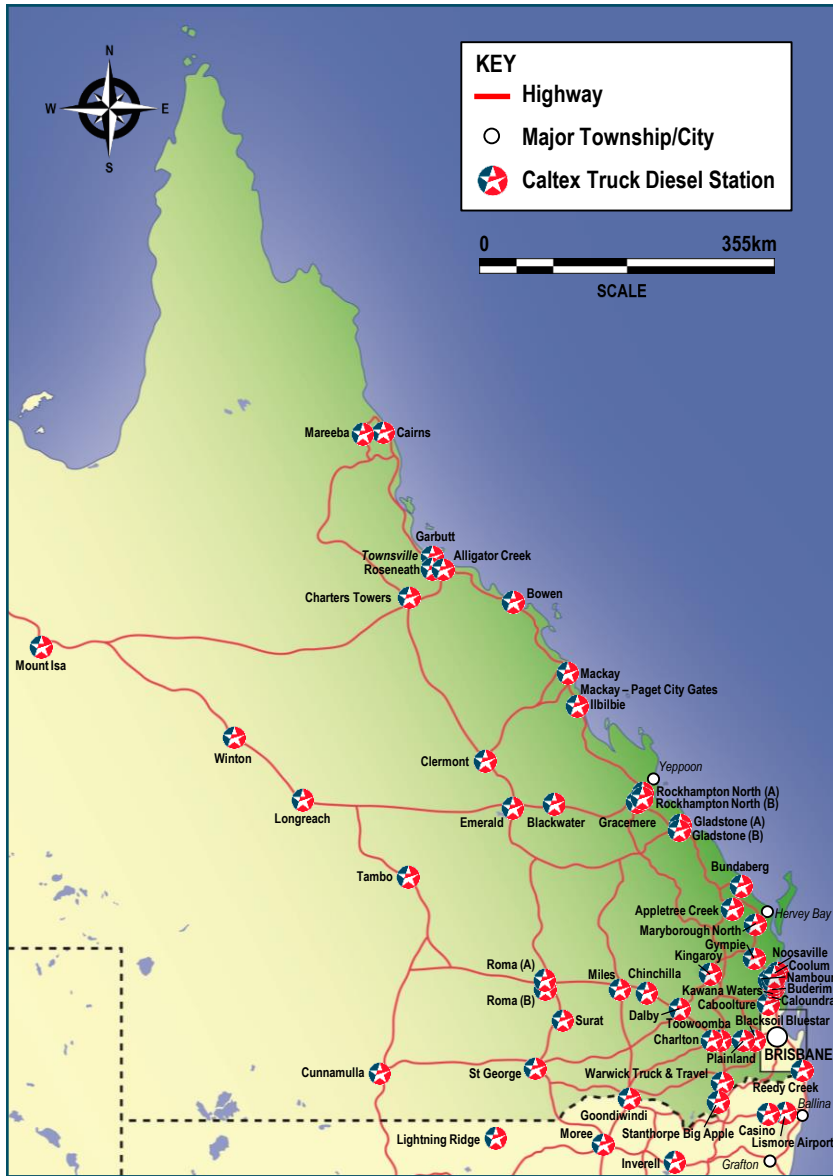 N
W
E
S
KEY
Highway
Major Township/City
Caltex Truck Diesel Station
0
355km
SCALE
Mareeba
Cairns
Garbutt
Townsville
Alligator Creek
Roseneath
Charters Towers
Bowen
Mount Isa
Mackay
Mackay – Paget City Gates
Ilbilbie
Winton
Clermont
Yeppoon
Rockhampton North (A)
Rockhampton North (B)
Longreach
Emerald
Blackwater
Gracemere
Gladstone (A)
Gladstone (B)
Tambo
Bundaberg
Appletree Creek
Hervey Bay
Maryborough North
Gympie
Noosaville
Kingaroy
Coolum
Nambour
Roma (A)
Miles
Chinchilla
Kawana Waters
Buderim
Roma (B)
Caboolture
Caloundra
Dalby
Surat
Toowoomba
Blacksoil Bluestar
Charlton
Plainland
BRISBANE
Cunnamulla
St George
Warwick Truck & Travel
Reedy Creek
Goondiwindi
Ballina
Stanthorpe Big Apple
Casino
Lismore Airport
Lightning Ridge
Moree
Inverell
Grafton